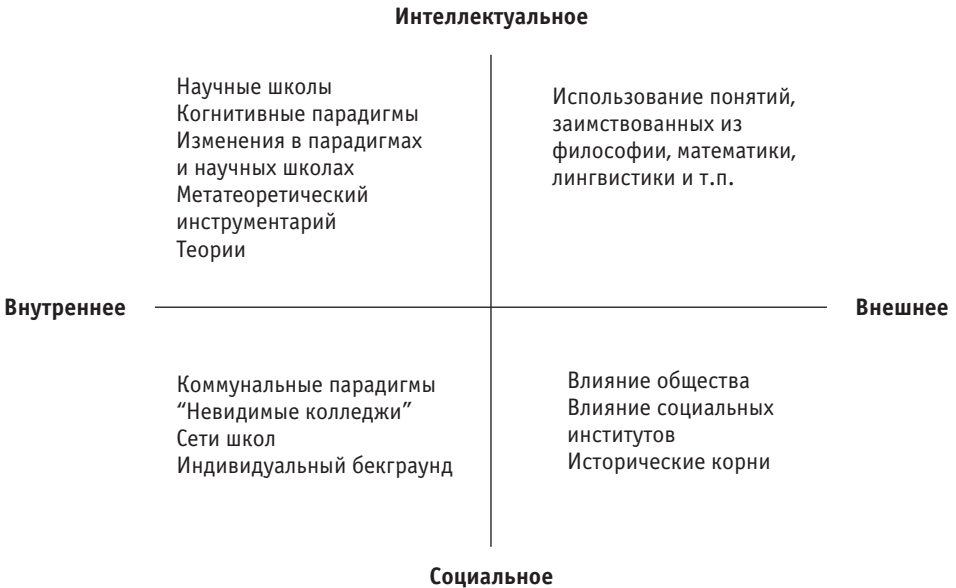 Интеллектуальное
Научные школы
Когнитивные парадигмы
Изменения в парадигмах
и научных школах
Метатеоретический
инструментарий
Теории
Использование понятий,
заимствованных из
философии, математики,
лингвистики и т.п.
Внутреннее
Внешнее
Коммунальные парадигмы
“Невидимые колледжи”
Сети школ
Индивидуальный бекграунд
Влияние общества
Влияние социальных
институтов
Исторические корни
Социальное